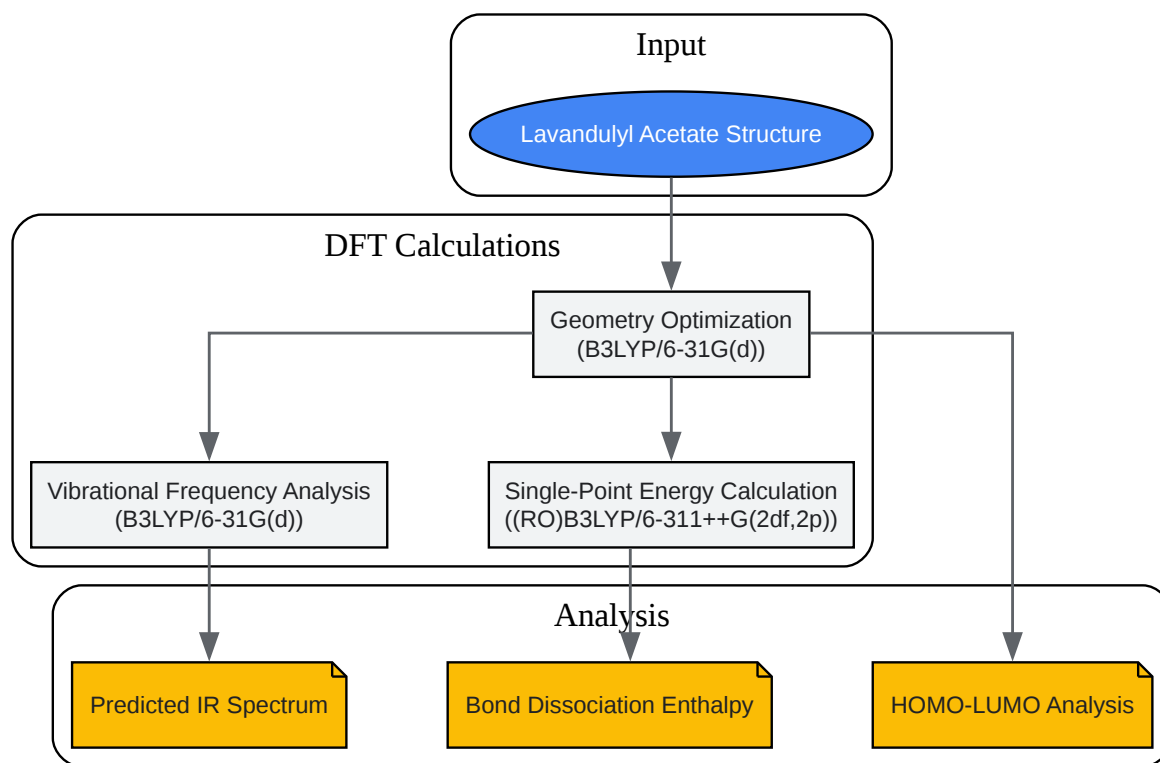 Input
Lavandulyl Acetate Structure
DFT Calculations
Geometry Optimization
(B3LYP/6-31G(d))
Vibrational Frequency Analysis
(B3LYP/6-31G(d))
Single-Point Energy Calculation
((RO)B3LYP/6-311++G(2df,2p))
Analysis
Predicted IR Spectrum
Bond Dissociation Enthalpy
HOMO-LUMO Analysis